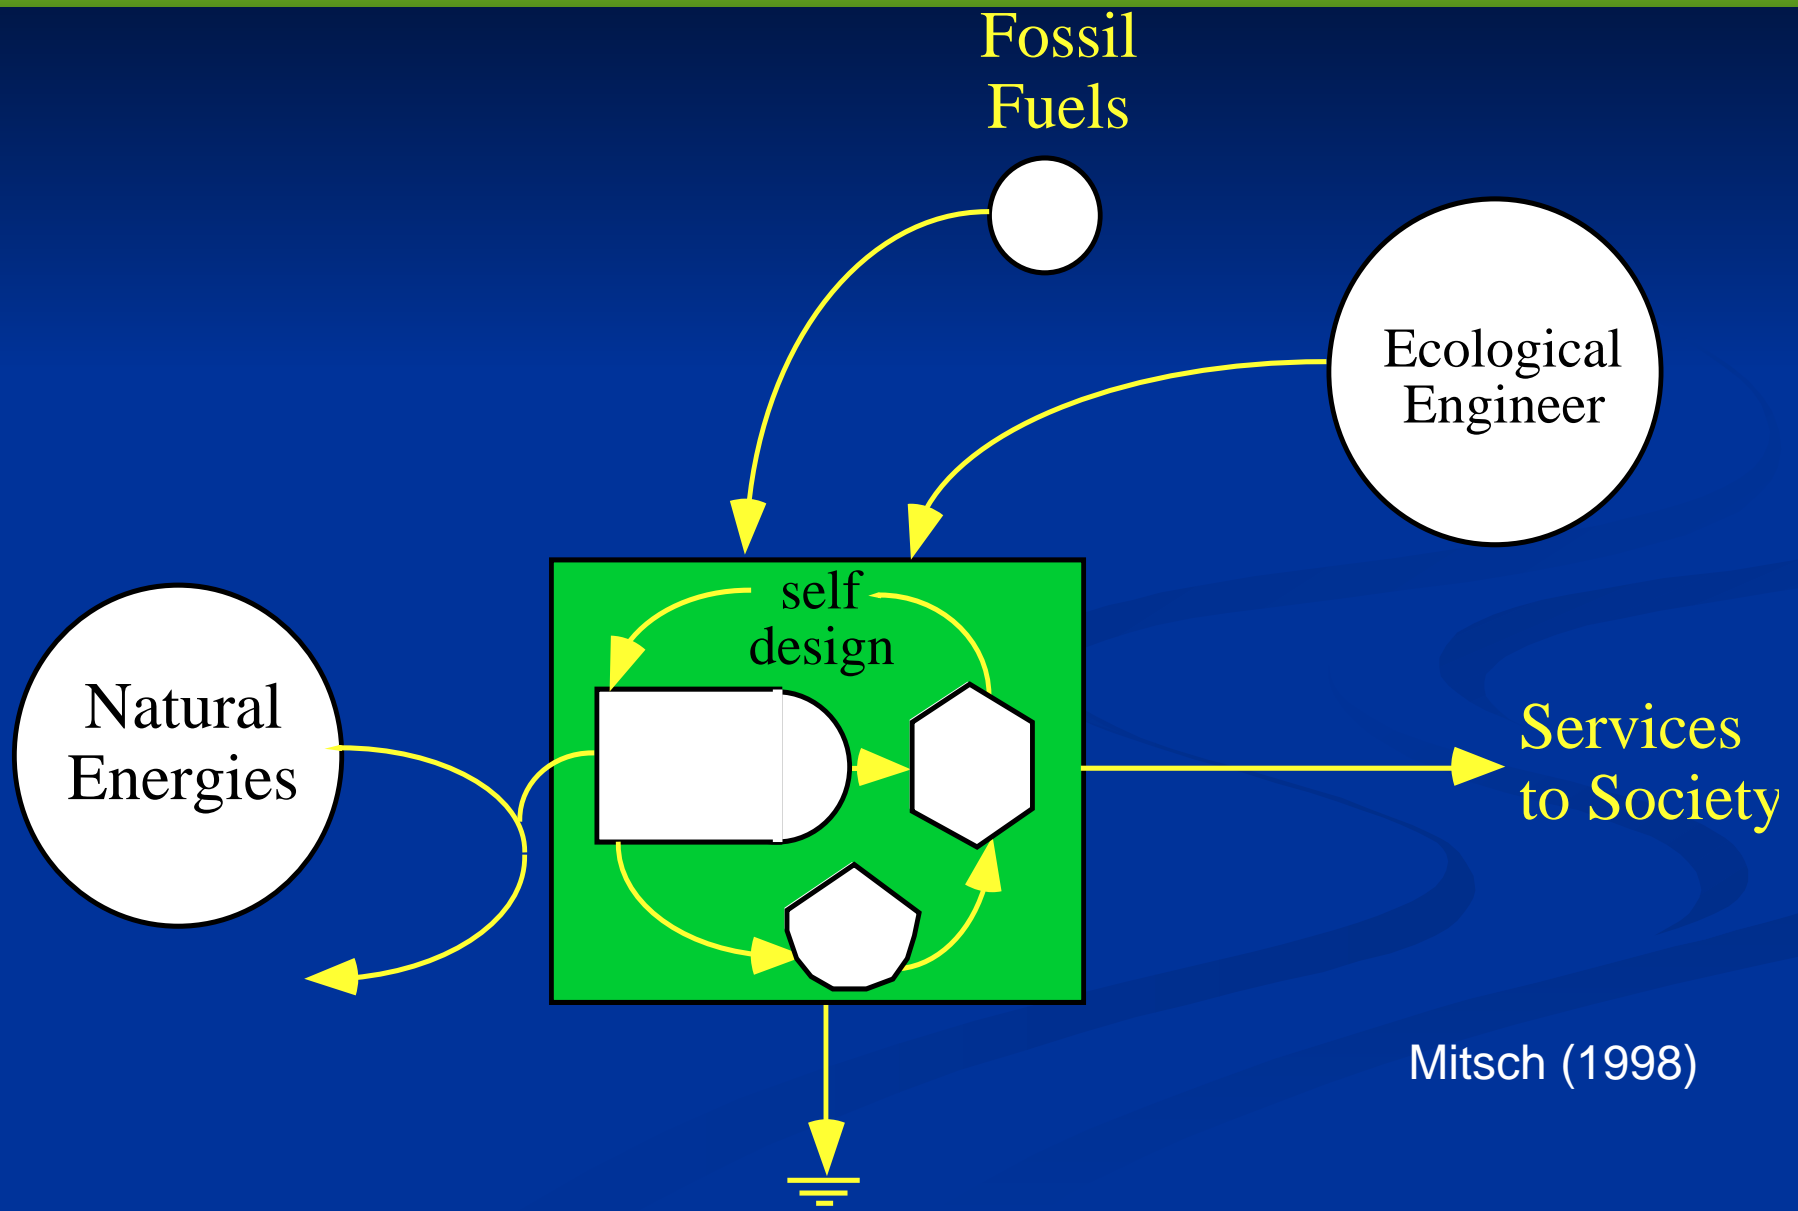 Fossil
Fuels
Ecological
Engineer
self
design
Natural
Energies
Services
to Society
Mitsch (1998)